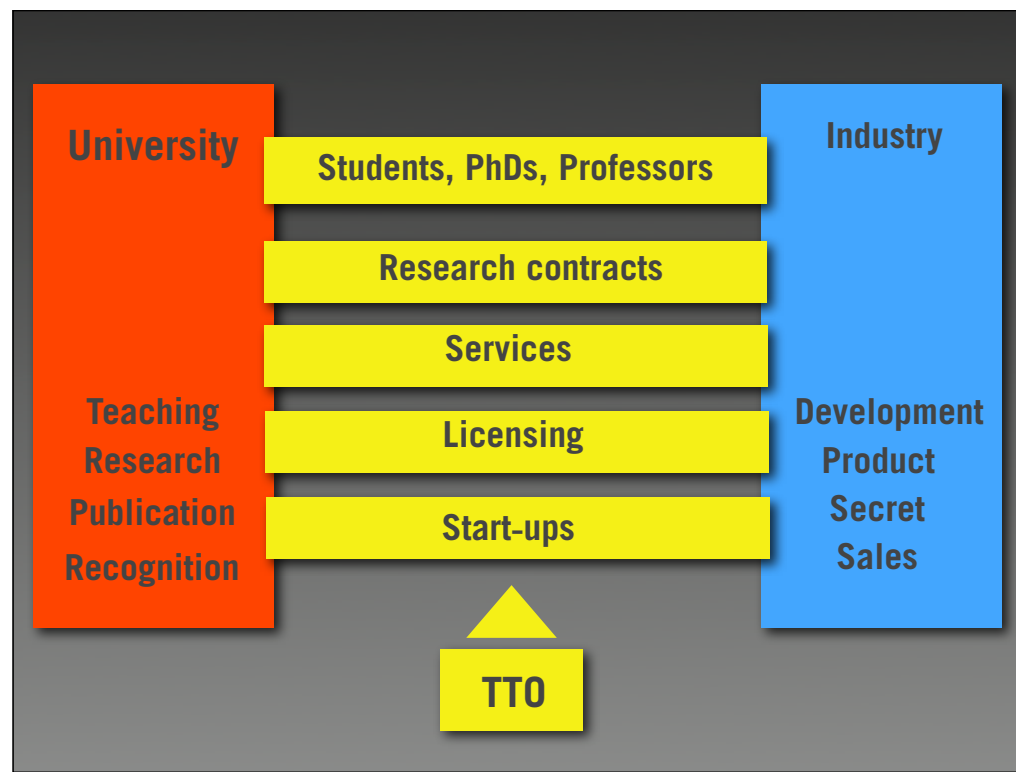 University
Industry
Students, PhDs, Professors
Research contracts
Services
Licensing
Start-ups
Teaching
Research
Publication
Recognition
Development
Product
Secret
Sales
TTO